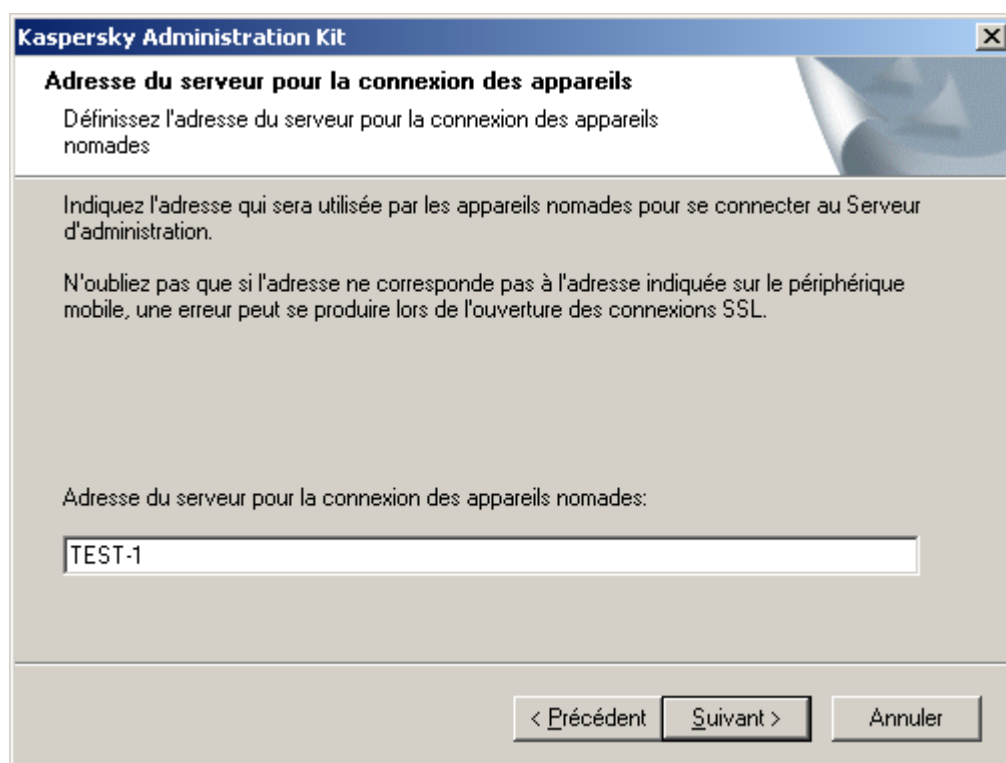 Kaspersky Administration Kit
Adresse du serveur pour la connexion des appareils
Définissez l'adresse du serveur pour la connexion des appareils
nomades
Indiquez l'adresse qui sera utilisée par les appareils nomades pour se connecter au Serveur
d'administration.
N'oubliez pas que si l'adresse ne corresponde pas à l'adresse indiquée sur le périphérique
mobile, une erreur peut se produire lors de l'ouverture des connexions SSL.
Adresse du serveur pour la connexion des appareils nomades:
TEST-1
< Précédent Suivant > Annuler